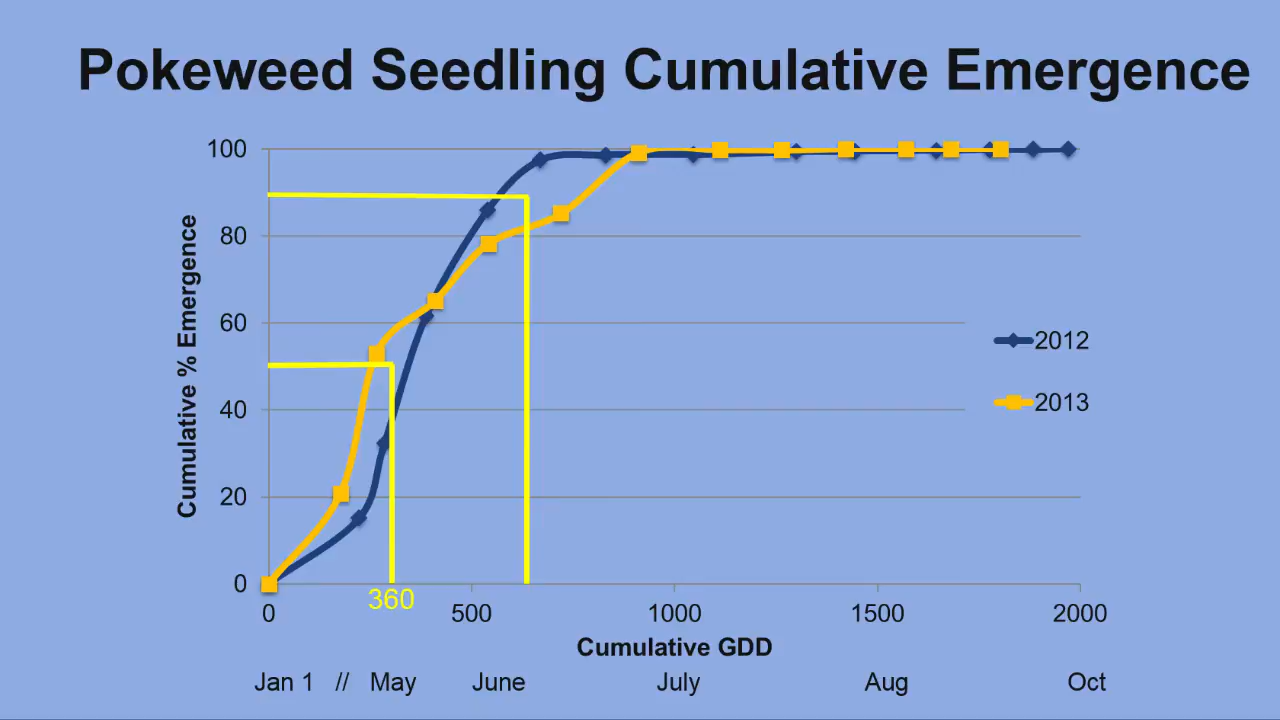 Pokeweed Seedling Cumulative Emergence
Cumulative % Emergence
100
80
60
40
20
0
2012
2013
360
0 500 1000 1500 2000
Cumulative GDD
Jan 1 // May June July Aug Oct